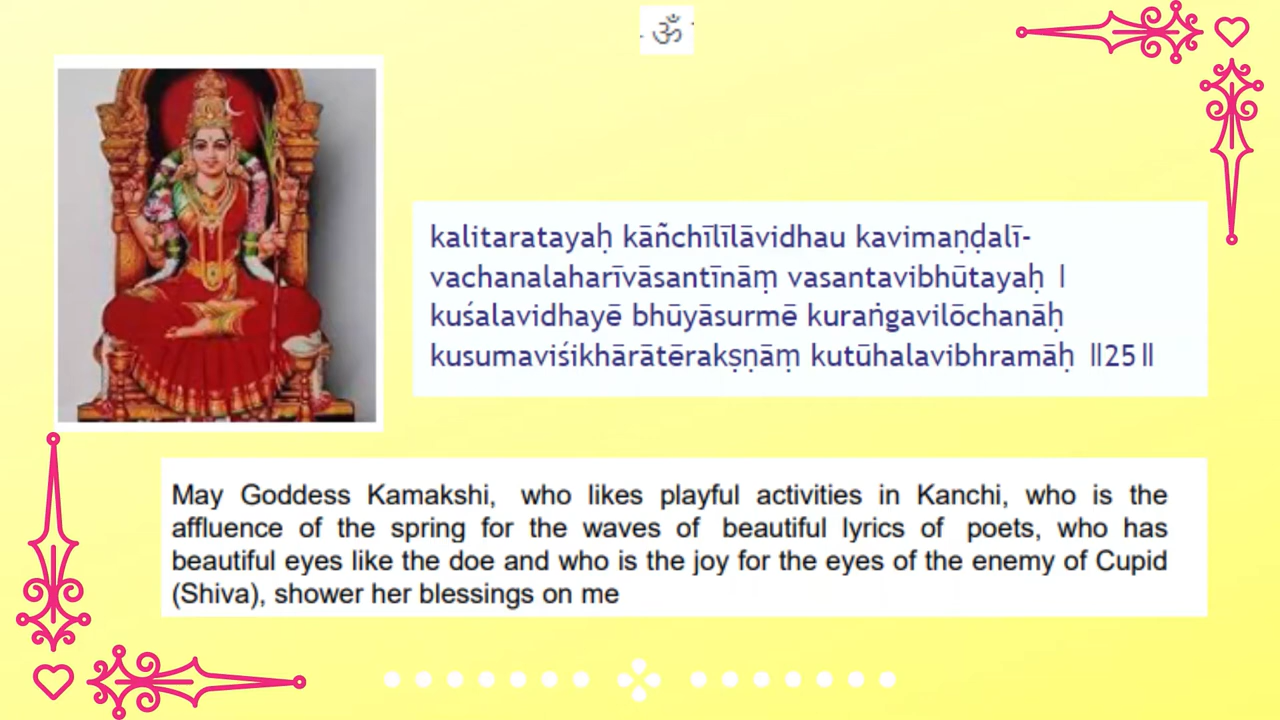 ॐ
kalitaratayaḥ kāñchīlīlāvidhau kavimaṇḍalī-
vachanalaharīvāsantīnāṃ vasantavibhūtayaḥ ।
kuśalavidhayē bhūyāsurmē kuraṅgavilōchanāḥ
kusumaviśikhārātērakṣṇāṃ kutūhalavibhramāḥ ॥25॥
May Goddess Kamakshi, who likes playful activities in Kanchi, who is the
affluence of the spring for the waves of beautiful lyrics of poets, who has
beautiful eyes like the doe and who is the joy for the eyes of the enemy of Cupid
(Shiva), shower her blessings on me